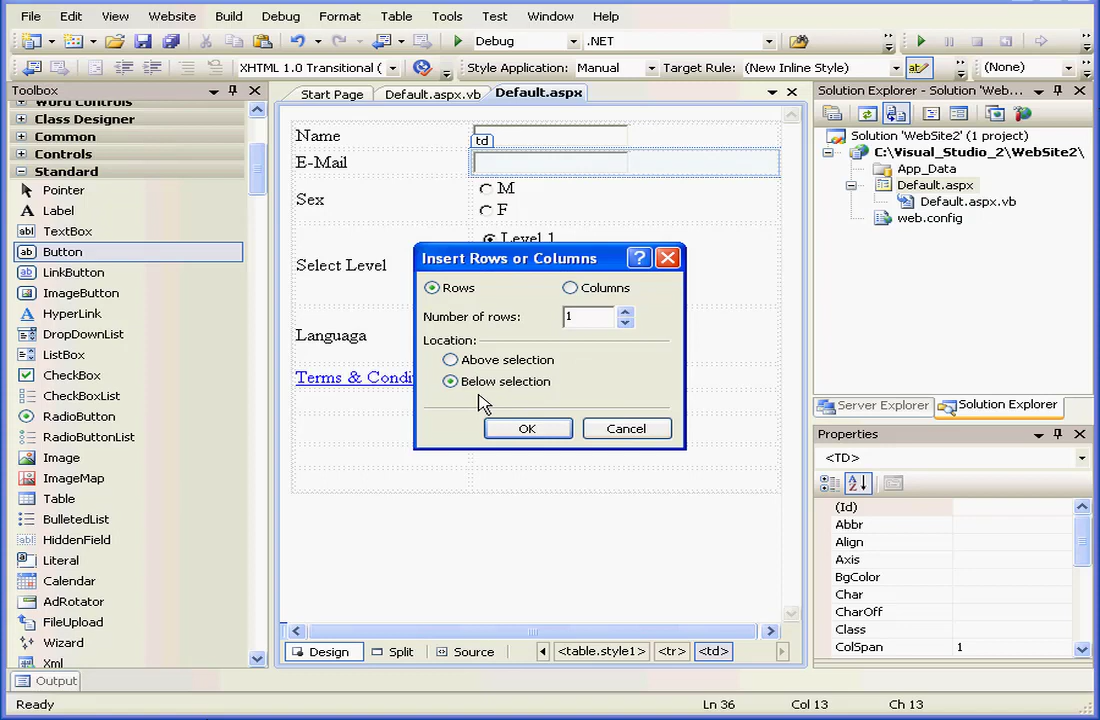 File Edit View Website Build Debug Format Table Tools Test Window Help
Debug .NET
XHTML 1.0 Transitional ( Style Application: Manual Target Rule: (New Inline Style) (None)
Toolbox
Word Controls
Class Designer
Common
Controls
Standard
Pointer
Label
TextBox
Button
LinkButton
ImageButton
HyperLink
DropDownList
ListBox
CheckBox
CheckBoxList
RadioButton
RadioButtonList
Image
ImageMap
Table
BulletedList
HiddenField
Literal
Calendar
AdRotator
FileUpload
Wizard
Xml
Output
Start Page Default.aspx.vb Default.aspx
Name
td
E-Mail
Sex
M
F
Level 1
Select Level
Languaga
Terms & Condi
Insert Rows or Columns
Rows Columns
Number of rows: 1
Location:
Above selection
Below selection
OK Cancel
Design Split Source <table.style1> <tr> <td>
Solution Explorer - Solution 'Web...
Solution 'WebSite2' (1 project)
C:\Visual_Studio_2\WebSite2\
App_Data
Default.aspx
Default.aspx.vb
web.config
Server Explorer Solution Explorer
Properties
<TD>
(Id)
Abbr
Align
Axis
BgColor
Char
CharOff
Class
ColSpan 1
Ready Ln 36 Col 13 Ch 13